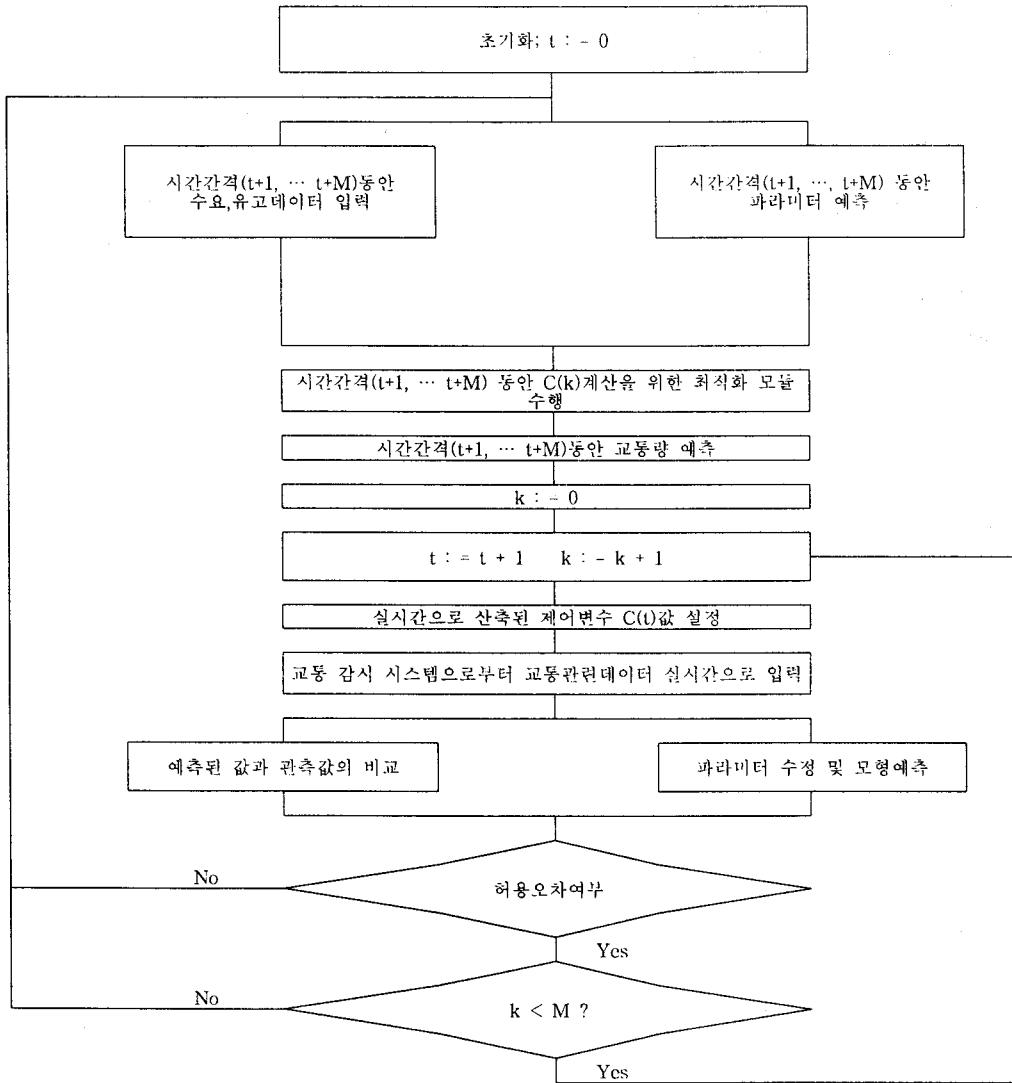 초기화; t : - 0
시간간격(t+1, … t+M)동안
수요,유고데이터 입력
시간간격(t+1, …, t+M) 동안
파라미터 예측
시간간격(t+1, … t+M) 동안 C(k)계산을 위한 최적화 모듈
수행
시간간격(t+1, … t+M)동안 교통량 예측
k : - 0
t : = t + 1 k : - k + 1
실시간으로 산축된 제어변수 C(t)값 설정
교통 감시 시스템으로부터 교통관련데이터 실시간으로 입력
예측된 값과 관측값의 비교
파라미터 수정 및 모형예측
No
허용오차여부
Yes
No
k < M ?
Yes